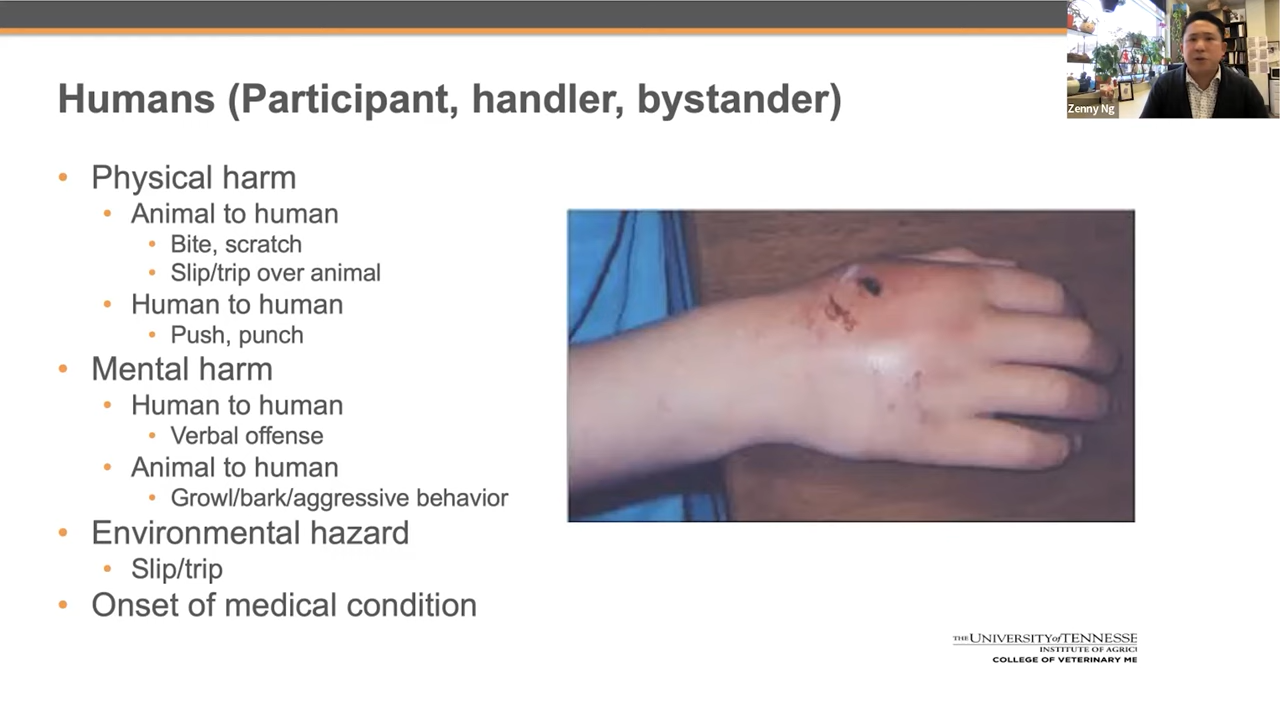 Humans (Participant, handler, bystander)
Zenny Ng
• Physical harm
• Animal to human
• Bite, scratch
• Slip/trip over animal
• Human to human
• Push, punch
• Mental harm
• Human to human
• Verbal offense
• Animal to human
• Growl/bark/aggressive behavior
• Environmental hazard
• Slip/trip
• Onset of medical condition
THE UNIVERSITY of TENNESSE
INSTITUTE OF AGRICI
COLLEGE OF VETERINARY ME